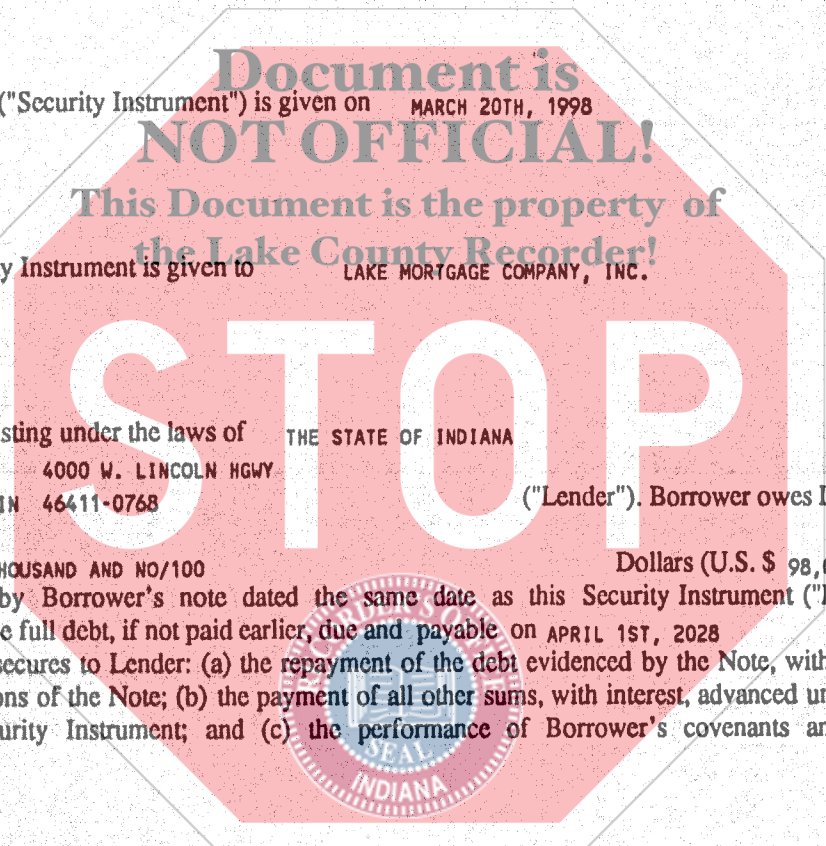 Document is
("Security Instrument") is given on MARCH 20TH, 1998
NOT OFFICIAL!
This Document is the property of
the Lake County Recorder!
y Instrument is given to LAKE MORTGAGE COMPANY, INC.
STOP
sting under the laws of THE STATE OF INDIANA
4000 W. LINCOLN HGWY
IN 46411-0768 ("Lender"). Borrower owes L
HOUSAND AND NO/100 Dollars (U.S. $ 98,0
by Borrower's note dated the same date as this Security Instrument ("
e full debt, if not paid earlier, due and payable on APRIL 1ST, 2028
secures to Lender: (a) the repayment of the debt evidenced by the Note, with
ons of the Note; (b) the payment of all other sums, with interest, advanced un
urity Instrument; and (c) the performance of Borrower's covenants an
RECORDER'S OFFICE
SEAL
INDIANA